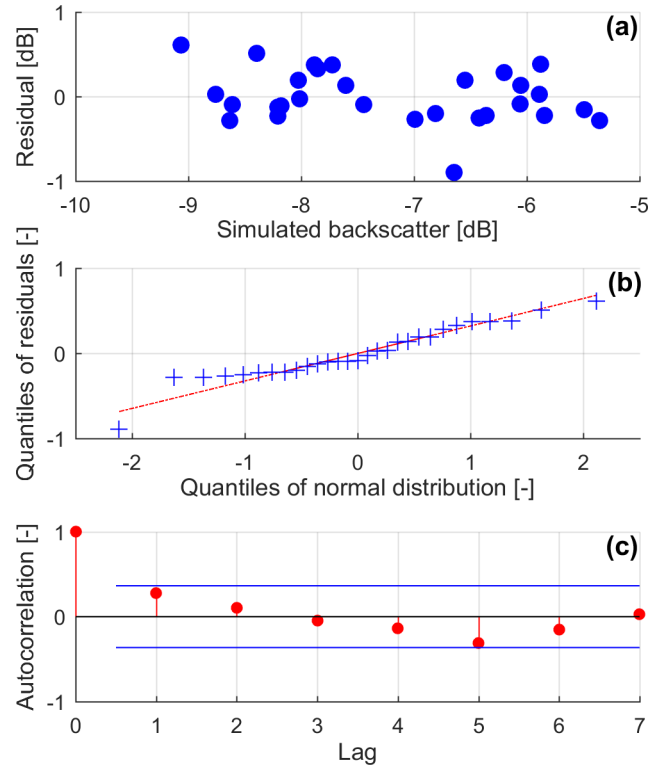 (a)
Residual [dB]
1
0
-1
-10 -9 -8 -7 -6 -5
Simulated backscatter [dB]
(b)
Quantiles of residuals [-]
1
0
-1
-2 -1 0 1 2
Quantiles of normal distribution [-]
(c)
Autocorrelation [-]
1
0
-1
0 1 2 3 4 5 6 7
Lag